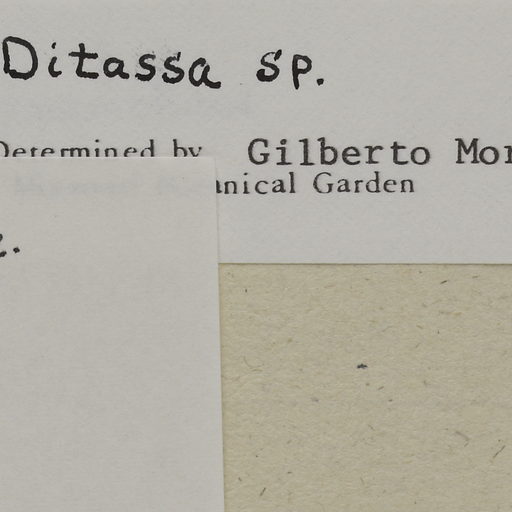 Ditassa sp.
Determined by Gilberto Mor
anical Garden